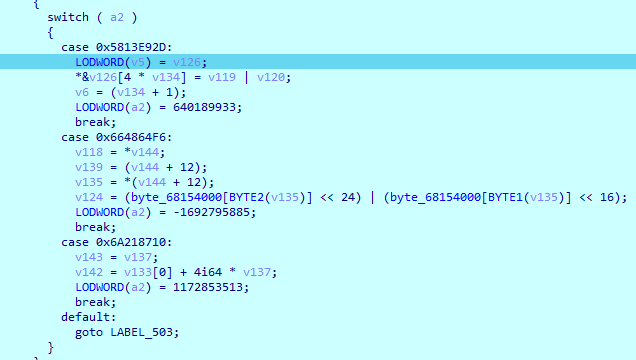 {
switch ( a2 )
{
case 0x5813E92D:
LODWORD(v5) = v126;
*&v126[4 * v134] = v119 | v120;
v6 = (v134 + 1);
LODWORD(a2) = 640189933;
break;
case 0x664864F6:
v118 = *v144;
v139 = (v144 + 12);
v135 = *(v144 + 12);
v124 = (byte_68154000[BYTE2(v135)] << 24) | (byte_68154000[BYTE1(v135)] << 16);
LODWORD(a2) = -1692795885;
break;
case 0x6A218710:
v143 = v137;
v142 = v133[0] + 4i64 * v137;
LODWORD(a2) = 1172853513;
break;
default:
goto LABEL_503;
}